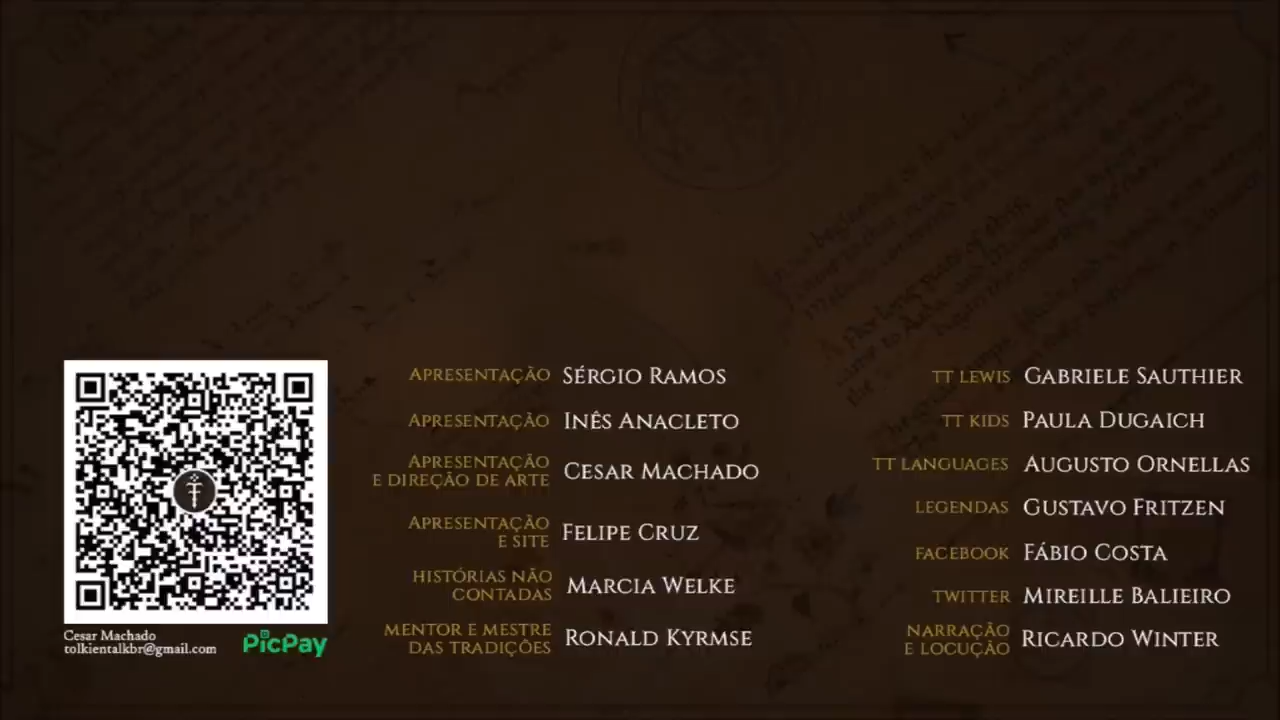 APRESENTAÇÃO SÉRGIO RAMOS
APRESENTAÇÃO INÊS ANACLETO
APRESENTAÇÃO
E DIREÇÃO DE ARTE CESAR MACHADO
APRESENTAÇÃO
E SITE FELIPE CRUZ
HISTÓRIAS NÃO
CONTADAS MARCIA WELKE
MENTOR E MESTRE
DAS TRADIÇÕES RONALD KYRMSE
TT LEWIS GABRIELE SAUTHIER
TT KIDS PAULA DUGAICH
TT LANGUAGES AUGUSTO ORNELLAS
LEGENDAS GUSTAVO FRITZEN
FACEBOOK FÁBIO COSTA
TWITTER MIREILLE BALIEIRO
NARRAÇÃO
E LOCUÇÃO RICARDO WINTER
Cesar Machado
tolkientalkbr@gmail.com
PicPay